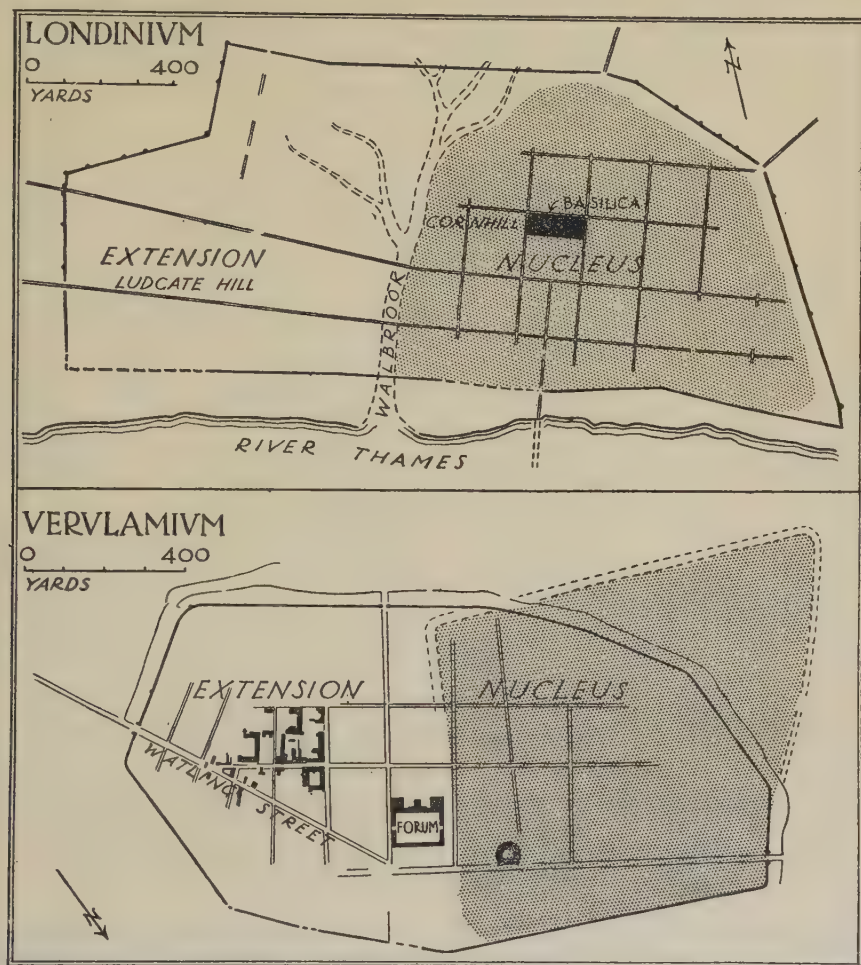 LONDINIVM
0 400
YARDS
N
BASILICA
CORNHILL
EXTENSION
NUCLEUS
LUDGATE HILL
WALBROOK
RIVER THAMES
VERVLAMIVM
0 400
YARDS
EXTENSION
NUCLEUS
WATLING STREET
FORUM
N